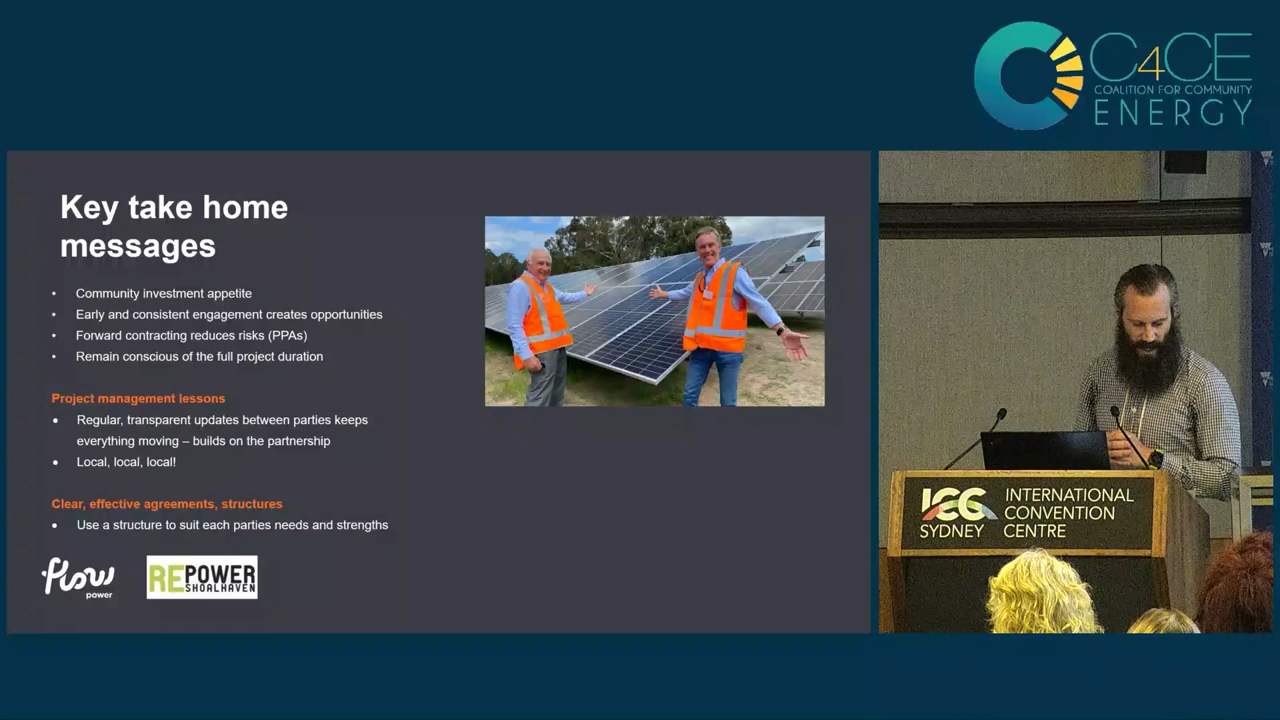 C4CE
COALITION FOR COMMUNITY
ENERGY
Key take home
messages
• Community investment appetite
• Early and consistent engagement creates opportunities
• Forward contracting reduces risks (PPAs)
• Remain conscious of the full project duration
Project management lessons
• Regular, transparent updates between parties keeps
everything moving – builds on the partnership
• Local, local, local!
Clear, effective agreements, structures
• Use a structure to suit each parties needs and strengths
flow
power
REPOWER
SHOALHAVEN
ICC
SYDNEY
INTERNATIONAL
CONVENTION
CENTRE